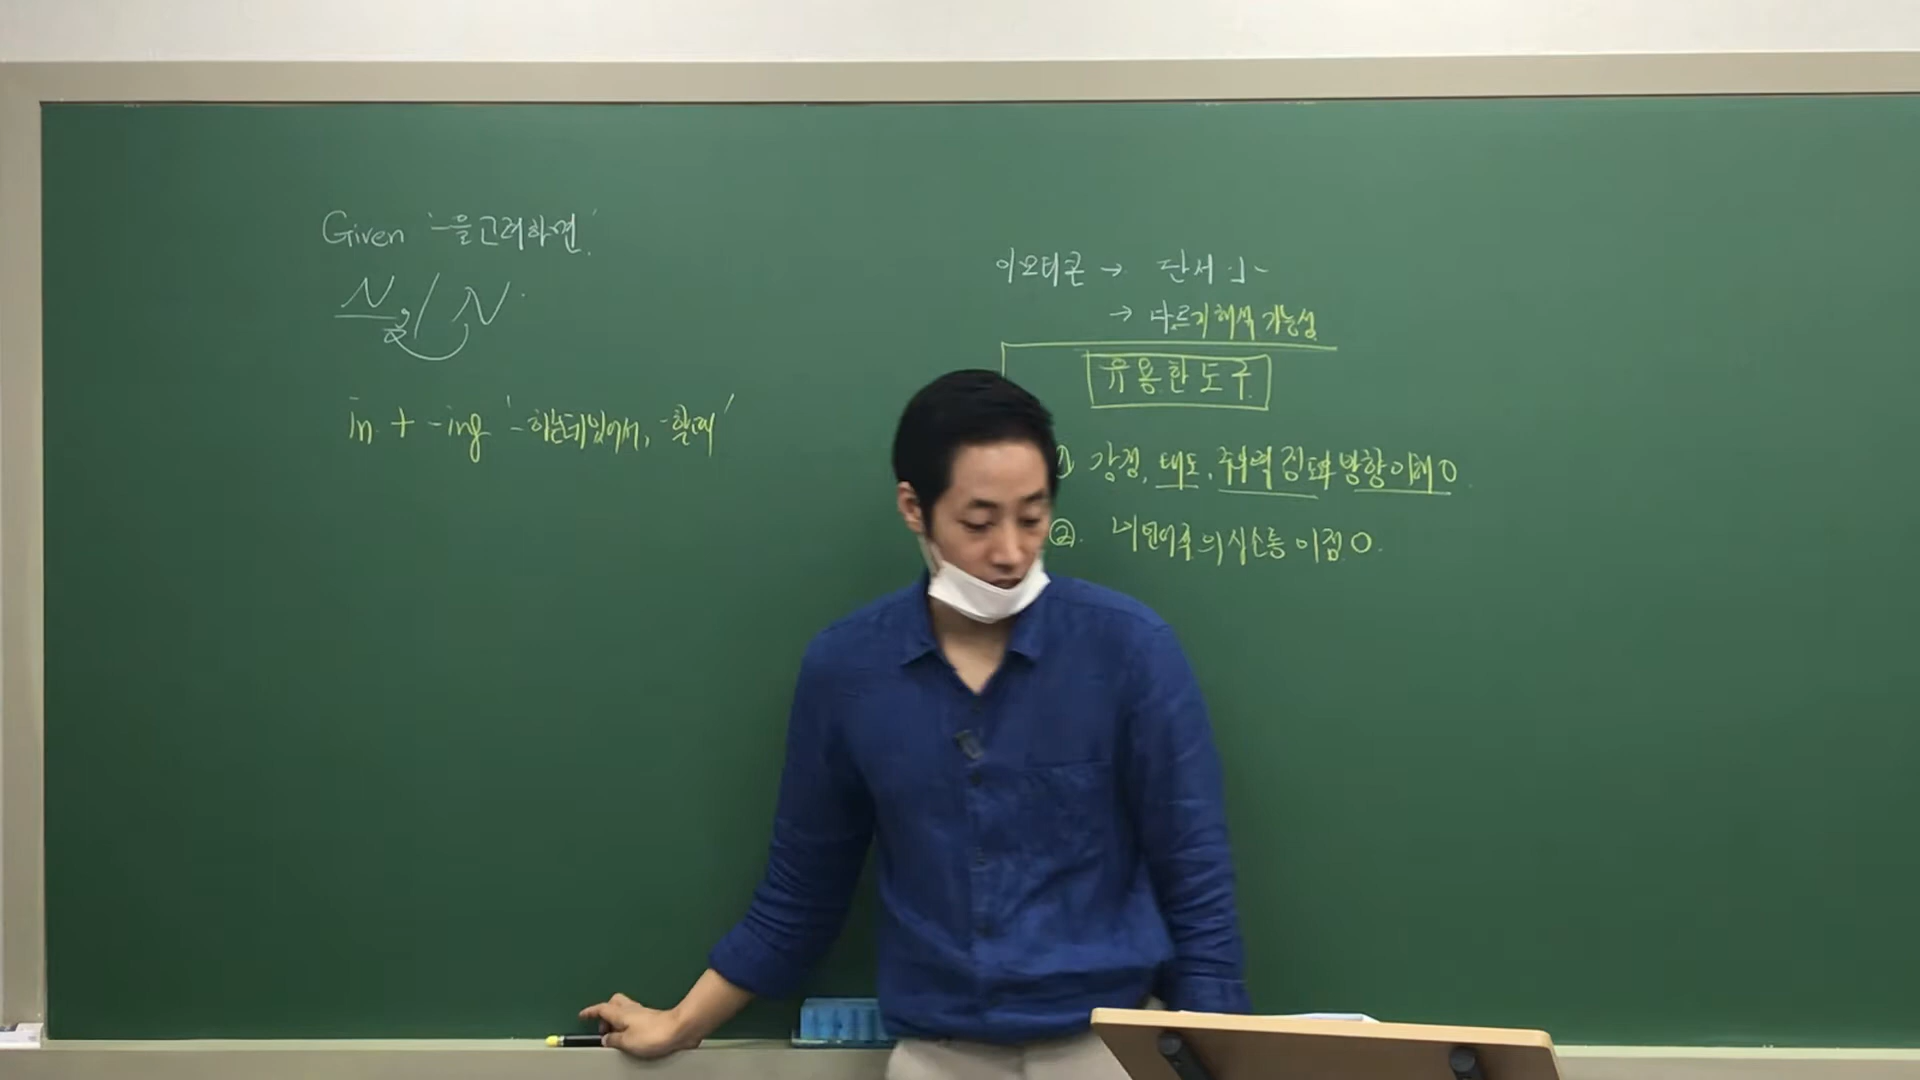 Given '-을 고려하면'
N / N
in + -ing '-하는데 있어서, -할 때'
이모티콘 → 단서
→ 다르게 해석 가능성
유용한 도구
① 감정, 태도, 주의력 정도와 방향 이해 O.
②. 비언어적 의사소통 이점 O.